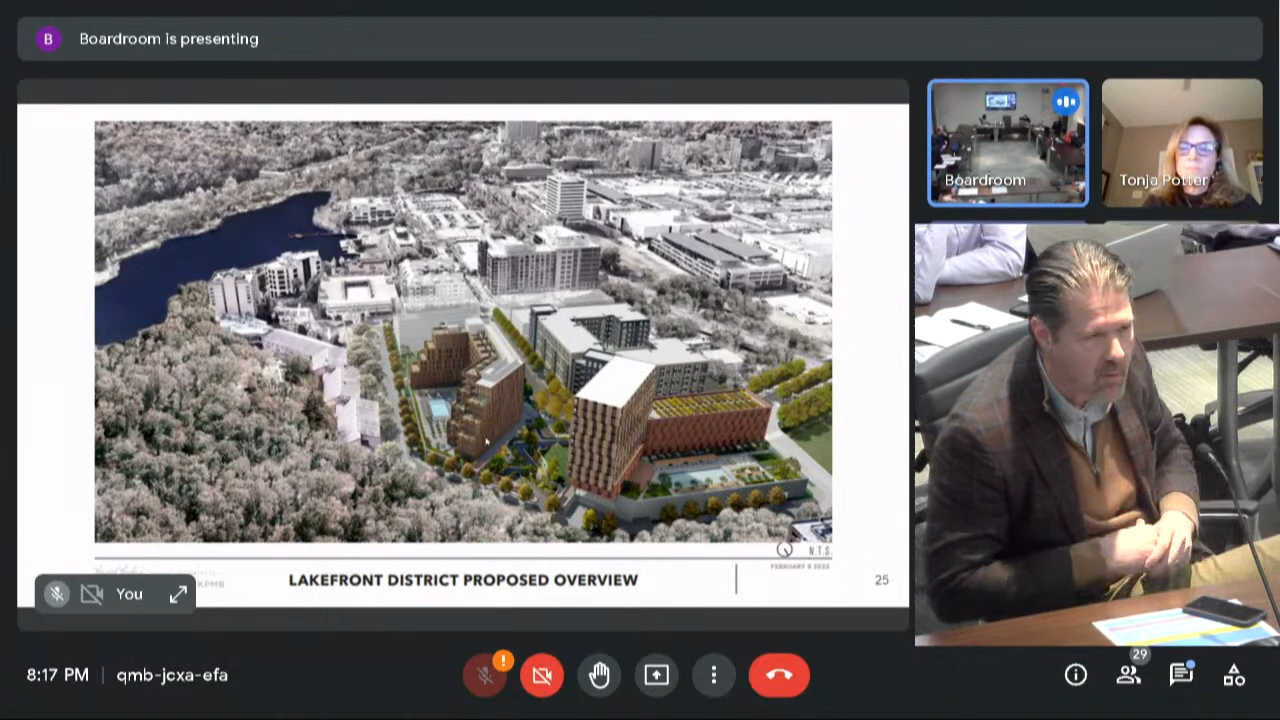 B
Boardroom is presenting
Boardroom
Tonja Potter
N.T.S.
FEBRUARY 8 2022
KPMB
LAKEFRONT DISTRICT PROPOSED OVERVIEW
25
You
8:17 PM
qmb-jcxa-efa
!
29